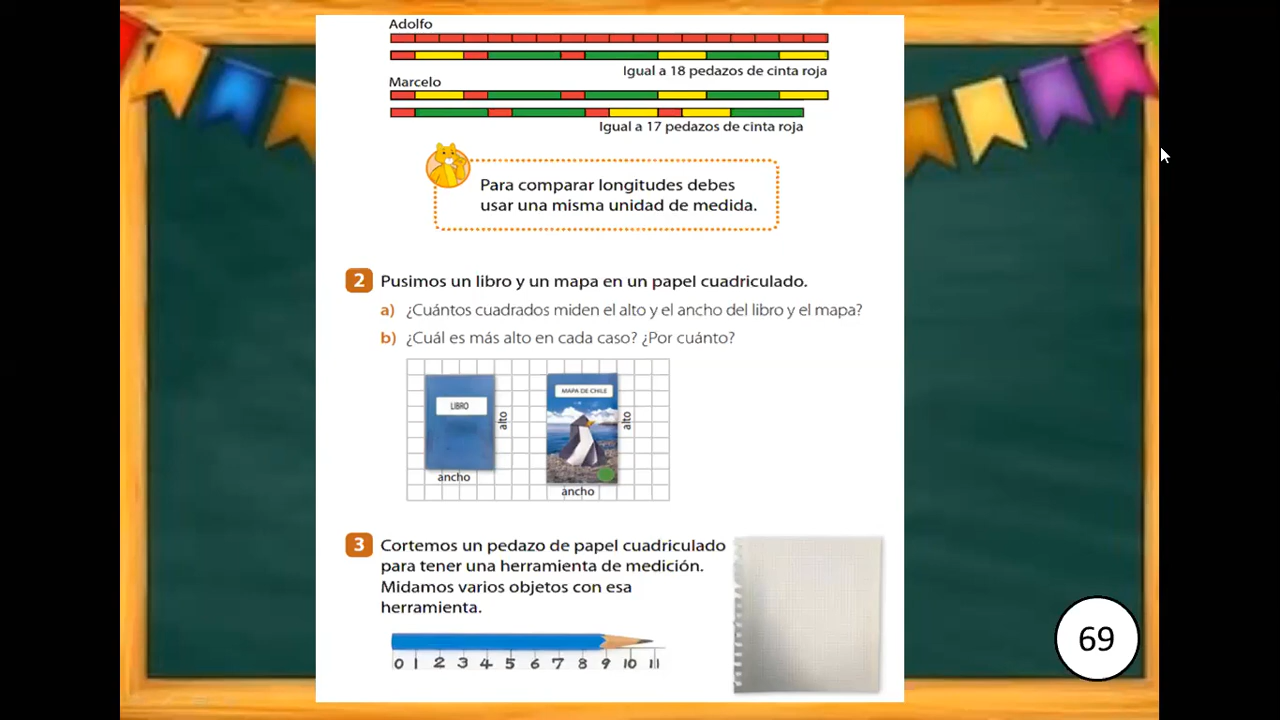 Adolfo
Igual a 18 pedazos de cinta roja
Marcelo
Igual a 17 pedazos de cinta roja
Para comparar longitudes debes
usar una misma unidad de medida.
2 Pusimos un libro y un mapa en un papel cuadriculado.
a) ¿Cuántos cuadrados miden el alto y el ancho del libro y el mapa?
b) ¿Cuál es más alto en cada caso? ¿Por cuánto?
LIBRO
alto
ancho
MAPA DE CHILE
alto
ancho
3 Cortemos un pedazo de papel cuadriculado
para tener una herramienta de medición.
Midamos varios objetos con esa
herramienta.
0 1 2 3 4 5 6 7 8 9 10 11
69